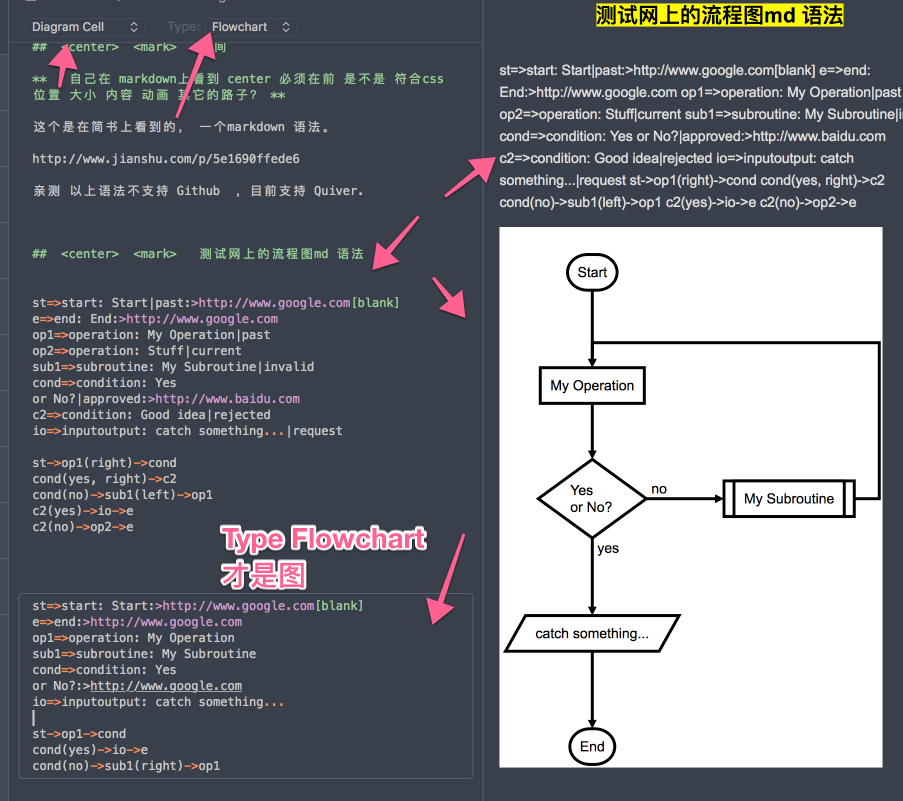 Diagram Cell
Type:
Flowchart
## <center> <mark> 间
** 自己在 markdown上看到 center 必须在前 是不是 符合css
位置 大小 内容 动画 其它的路子? **
这个是在简书上看到的, 一个markdown 语法。
http://www.jianshu.com/p/5e1690ffede6
亲测 以上语法不支持 Github ，目前支持 Quiver.
## <center> <mark> 测试网上的流程图md 语法
st=>start: Start|past:>http://www.google.com[blank]
e=>end: End:>http://www.google.com
op1=>operation: My Operation|past
op2=>operation: Stuff|current
sub1=>subroutine: My Subroutine|invalid
cond=>condition: Yes
or No?|approved:>http://www.baidu.com
c2=>condition: Good idea|rejected
io=>inputoutput: catch something...|request
st->op1(right)->cond
cond(yes, right)->c2
cond(no)->sub1(left)->op1
c2(yes)->io->e
c2(no)->op2->e
Type Flowchart
才是图
st=>start: Start:>http://www.google.com[blank]
e=>end:>http://www.google.com
op1=>operation: My Operation
sub1=>subroutine: My Subroutine
cond=>condition: Yes
or No?:>http://www.google.com
io=>inputoutput: catch something...
st->op1->cond
cond(yes)->io->e
cond(no)->sub1(right)->op1
测试网上的流程图md 语法
st=>start: Start|past:>http://www.google.com[blank] e=>end:
End:>http://www.google.com op1=>operation: My Operation|past
op2=>operation: Stuff|current sub1=>subroutine: My Subroutine|i
cond=>condition: Yes or No?|approved:>http://www.baidu.com
c2=>condition: Good idea|rejected io=>inputoutput: catch
something...|request st->op1(right)->cond cond(yes, right)->c2
cond(no)->sub1(left)->op1 c2(yes)->io->e c2(no)->op2->e
Start
My Operation
Yes
or No?
no
My Subroutine
yes
catch something...
End